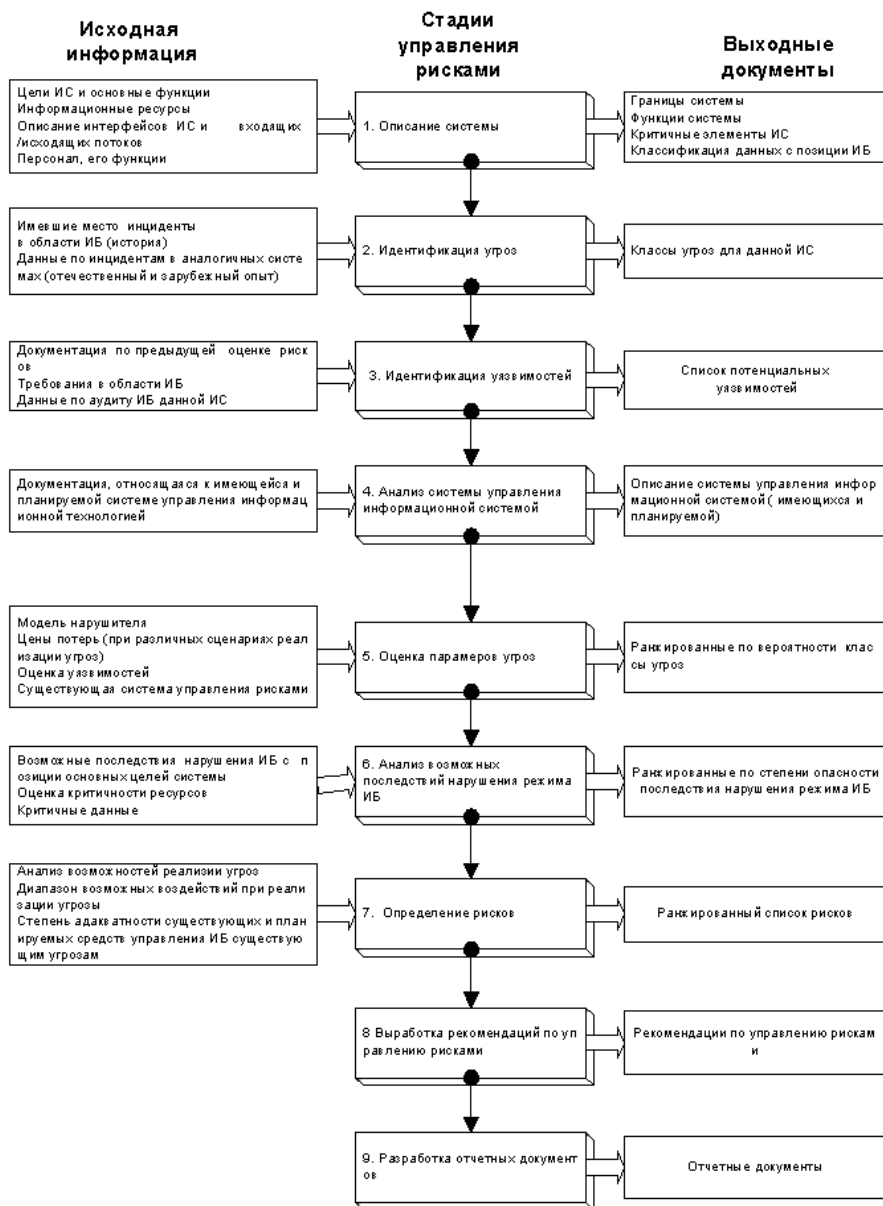 Исходная
информация
Стадии
управления
рисками
Выходные
документы
Цели ИС и основные функции
Информационные ресурсы
Описание интерфейсов ИС и входящих
/исходящих потоков
Персонал, его функции
1. Описание системы
Границы системы
Функции системы
Критичные элементы ИС
Классификация данных с позиции ИБ
Имевшие место инциденты
в области ИБ (история)
Данные по инцидентам в аналогичных систе
мах (отечественный и зарубежный опыт)
2. Идентификация угроз
Классы угроз для данной ИС
Документация по предыдущей оценке риск
ов
Требования в области ИБ
Данные по аудиту ИБ данной ИС
3. Идентификация уязвимостей
Список потенциальных
уязвимостей
Документация, относящаяся к имеющейся и
планируемой системе управления информац
ионной технологией
4. Анализ системы управления
информационной системой
Описание системы управления инфор
мационной системой ( имеющихся и
планируемой)
Модель нарушителя
Цены потерь (при различных сценариях реал
изации угроз)
Оценка уязвимостей
Существующая система управления рисками
5. Оценка парамеров угроз
Ранжированные по вероятности клас
сы угроз
Возможные последствия нарушения ИБ с п
озиции основных целей системы
Оценка критичности ресурсов
Критичные данные
6. Анализ возможных
последствий нарушения режима
ИБ
Ранжированные по степени опасности
последствия нарушения режима ИБ
Анализ возможностей реализии угроз
Диапазон возможных воздействий при реали
зации угрозы
Степень адакватности существующих и план
ируемых средств управления ИБ существую
щим угрозам
7. Определение рисков
Ранжированный список рисков
8 Выработка рекомендаций по уп
равлению рисками
Рекомендации по управлению рискам
и
9. Разработка отчетных документ
ов
Отчетные документы